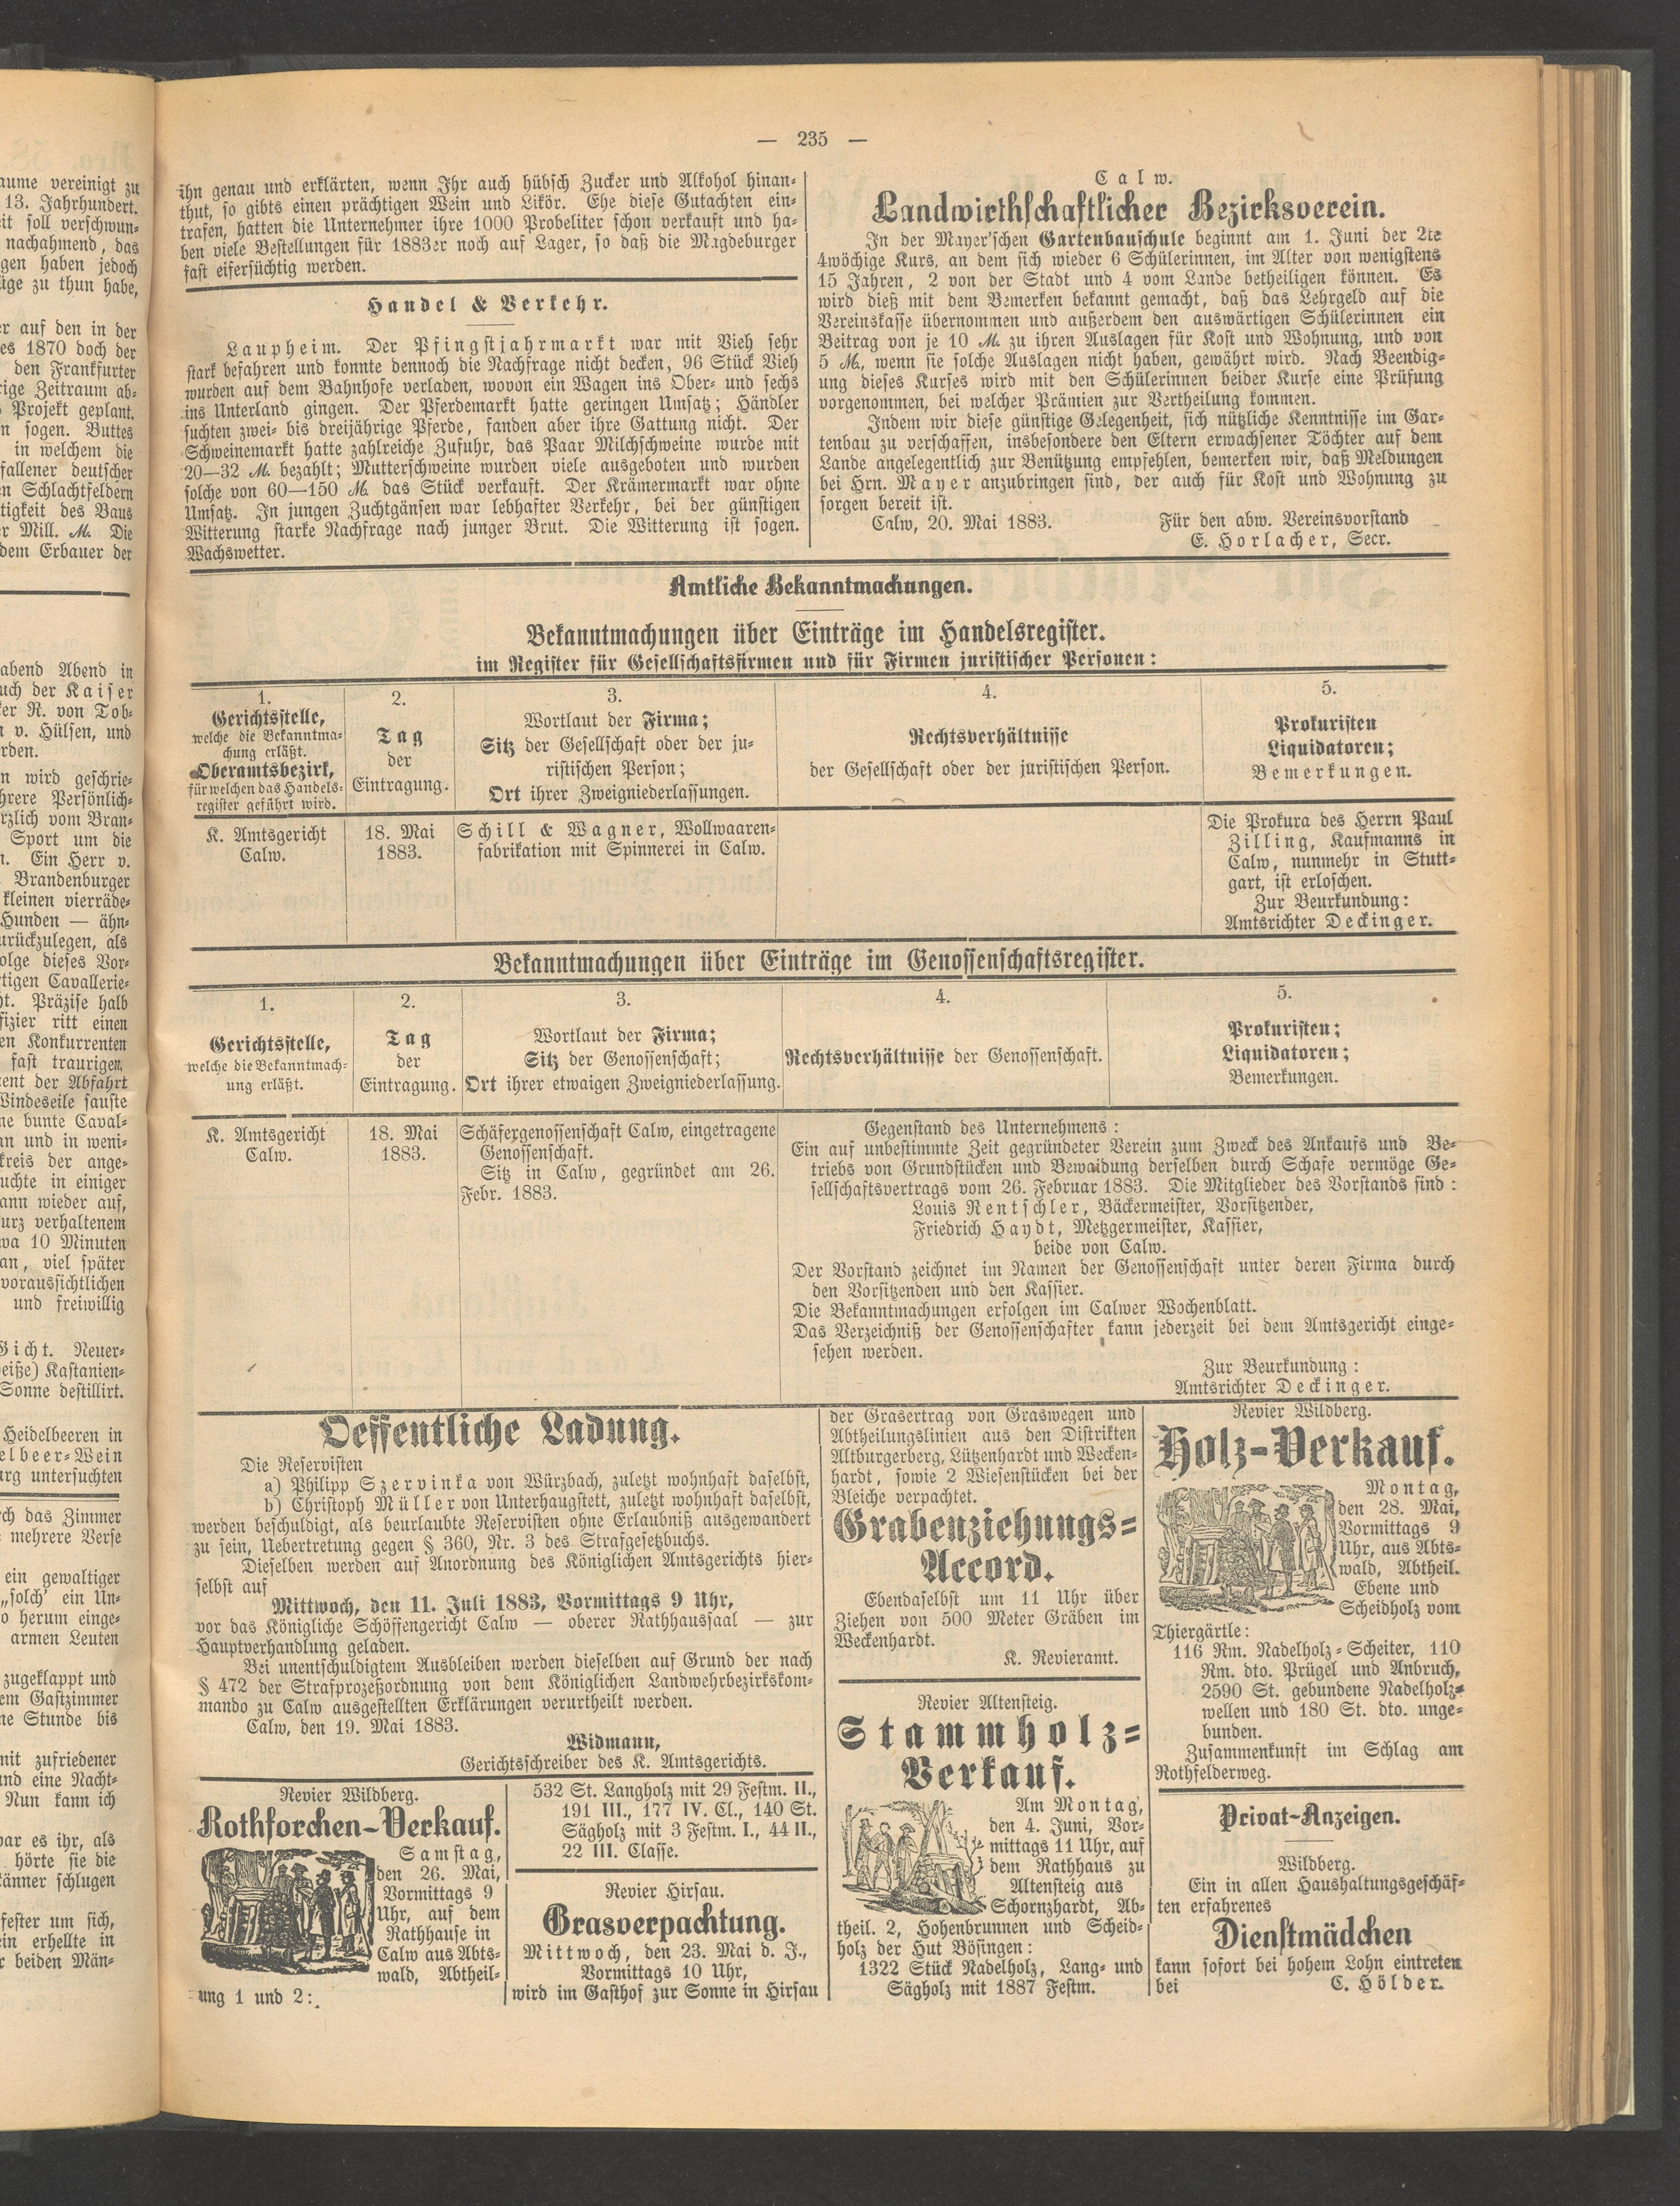 — 235 —
ihn genau und erklärten, wenn Ihr auch hübsch Zucker und Alkohol hinan-
thut, so gibts einen prächtigen Wein und Likör. Ehe diese Gutachten ein-
trafen, hatten die Unternehmer ihre 1000 Probeliter schon verkauft und ha-
ben viele Bestellungen für 1883er noch auf Lager, so daß die Magdeburger
fast eifersüchtig werden.
Handel & Verkehr.
Laupheim. Der Pfingstjahrmarkt war mit Vieh sehr
stark befahren und konnte dennoch die Nachfrage nicht decken, 96 Stück Vieh
wurden auf dem Bahnhofe verladen, wovon ein Wagen ins Ober- und sechs
ins Unterland gingen. Der Pferdemarkt hatte geringen Umsatz; Händler
suchten zwei- bis dreijährige Pferde, fanden aber ihre Gattung nicht. Der
Schweinemarkt hatte zahlreiche Zufuhr, das Paar Milchschweine wurde mit
20—32 M. bezahlt; Mutterschweine wurden viele ausgeboten und wurden
solche von 60—150 M. das Stück verkauft. Der Krämermarkt war ohne
Umsatz. In jungen Zuchtgänsen war lebhafter Verkehr, bei der günstigen
Witterung starke Nachfrage nach junger Brut. Die Witterung ist sogen.
Wachswetter.
Calw.
Landwirthschaftlicher Bezirksverein.
In der Mayer'schen Gartenbauschule beginnt am 1. Juni der 2te
4wöchige Kurs, an dem sich wieder 6 Schülerinnen, im Alter von wenigstens
15 Jahren, 2 von der Stadt und 4 vom Lande betheiligen können. Es
wird dieß mit dem Bemerken bekannt gemacht, daß das Lehrgeld auf die
Vereinskasse übernommen und außerdem den auswärtigen Schülerinnen ein
Beitrag von je 10 M. zu ihren Auslagen für Kost und Wohnung, und von
5 M., wenn sie solche Auslagen nicht haben, gewährt wird. Nach Beendig-
ung dieses Kurses wird mit den Schülerinnen beider Kurse eine Prüfung
vorgenommen, bei welcher Prämien zur Vertheilung kommen.
Indem wir diese günstige Gelegenheit, sich nützliche Kenntnisse im Gar-
tenbau zu verschaffen, insbesondere den Eltern erwachsener Töchter auf dem
Lande angelegentlich zur Benützung empfehlen, bemerken wir, daß Meldungen
bei Hrn. Mayer anzubringen sind, der auch für Kost und Wohnung zu
sorgen bereit ist.
Calw, 20. Mai 1883. Für den abw. Vereinsvorstand
E. Horlacher, Secr.
Amtliche Bekanntmachungen.
Bekanntmachungen über Einträge im Handelsregister.
im Register für Gesellschaftsfirmen und für Firmen juristischer Personen:
1.
Gerichtsstelle,
welche die Bekanntma-
chung erläßt.
Oberamtsbezirk,
für welchen das Handels-
register geführt wird.
2.
Tag
der
Eintragung.
3.
Wortlaut der Firma;
Sitz der Gesellschaft oder der ju-
ristischen Person;
Ort ihrer Zweigniederlassungen.
4.
Rechtsverhältnisse
der Gesellschaft oder der juristischen Person.
5.
Prokuristen
Liquidatoren;
Bemerkungen.
K. Amtsgericht
Calw.
18. Mai
1883.
Schill & Wagner, Wollwaaren-
fabrikation mit Spinnerei in Calw.
Die Prokura des Herrn Paul
Zilling, Kaufmanns in
Calw, nunmehr in Stutt-
gart, ist erloschen.
Zur Beurkundung:
Amtsrichter Deckinger.
Bekanntmachungen über Einträge im Genossenschaftsregister.
1.
Gerichtsstelle,
welche die Bekanntmach-
ung erläßt.
2.
Tag
der
Eintragung.
3.
Wortlaut der Firma;
Sitz der Genossenschaft;
Ort ihrer etwaigen Zweigniederlassung.
4.
Rechtsverhältnisse der Genossenschaft.
5.
Prokuristen;
Liquidatoren;
Bemerkungen.
K. Amtsgericht
Calw.
18. Mai
1883.
Schäfergenossenschaft Calw, eingetragene
Genossenschaft.
Sitz in Calw, gegründet am 26.
Febr. 1883.
Gegenstand des Unternehmens:
Ein auf unbestimmte Zeit gegründeter Verein zum Zweck des Ankaufs und Be-
triebs von Grundstücken und Bewaidung derselben durch Schafe vermöge Ge-
sellschaftsvertrags vom 26. Februar 1883. Die Mitglieder des Vorstands sind:
Louis Rentschler, Bäckermeister, Vorsitzender,
Friedrich Haydt, Metzgermeister, Kassier,
beide von Calw.
Der Vorstand zeichnet im Namen der Genossenschaft unter deren Firma durch
den Vorsitzenden und den Kassier.
Die Bekanntmachungen erfolgen im Calwer Wochenblatt.
Das Verzeichniß der Genossenschafter kann jederzeit bei dem Amtsgericht einge-
sehen werden.
Zur Beurkundung:
Amtsrichter Deckinger.
Oeffentliche Ladung.
Die Reservisten
a) Philipp Szervinka von Würzbach, zuletzt wohnhaft daselbst,
b) Christoph Müller von Unterhaugstett, zuletzt wohnhaft daselbst,
werden beschuldigt, als beurlaubte Reservisten ohne Erlaubniß ausgewandert
zu sein, Uebertretung gegen § 360, Nr. 3 des Strafgesetzbuchs.
Dieselben werden auf Anordnung des Königlichen Amtsgerichts hier-
selbst auf
Mittwoch, den 11. Juli 1883, Vormittags 9 Uhr,
vor das Königliche Schöffengericht Calw — oberer Rathhaussaal — zur
Hauptverhandlung geladen.
Bei unentschuldigtem Ausbleiben werden dieselben auf Grund der nach
§ 472 der Strafprozeßordnung von dem Königlichen Landwehrbezirkskom-
mando zu Calw ausgestellten Erklärungen verurtheilt werden.
Calw, den 19. Mai 1883.
Widmann,
Gerichtsschreiber des K. Amtsgerichts.
Revier Wildberg.
Rothforchen-Verkauf.
Samstag,
den 26. Mai,
Vormittags 9
Uhr, auf dem
Rathhause in
Calw aus Abts-
wald, Abtheil-
ung 1 und 2:
532 St. Langholz mit 29 Festm. II.,
191 III., 177 IV. Cl., 140 St.
Sägholz mit 3 Festm. I., 44 II.,
22 III. Classe.
Revier Hirsau.
Grasverpachtung.
Mittwoch, den 23. Mai d. J.,
Vormittags 10 Uhr,
wird im Gasthof zur Sonne in Hirsau
der Grasertrag von Graswegen und
Abtheilungslinien aus den Distrikten
Altburgerberg, Lützenhardt und Wecken-
hardt, sowie 2 Wiesenstücken bei der
Bleiche verpachtet.
Grabenziehungs-
Accord.
Ebendaselbst um 11 Uhr über
Ziehen von 500 Meter Gräben im
Weckenhardt.
K. Revieramt.
Revier Altensteig.
Stammholz-
Verkauf.
Am Montag,
den 4. Juni, Vor-
mittags 11 Uhr, auf
dem Rathhaus zu
Altensteig aus
Schornzhardt, Ab-
theil. 2, Hohenbrunnen und Scheid-
holz der Hut Bösingen:
1322 Stück Nadelholz, Lang- und
Sägholz mit 1887 Festm.
Revier Wildberg.
Holz-Verkauf.
Montag,
den 28. Mai,
Vormittags 9
Uhr, aus Abts-
wald, Abtheil.
Ebene und
Scheidholz vom
Thiergärtle:
116 Rm. Nadelholz-Scheiter, 110
Rm. dto. Prügel und Anbruch,
2590 St. gebundene Nadelholz-
wellen und 180 St. dto. unge-
bunden.
Zusammenkunft im Schlag am
Rothfelderweg.
Privat-Anzeigen.
Wildberg.
Ein in allen Haushaltungsgeschäf-
ten erfahrenes
Dienstmädchen
kann sofort bei hohem Lohn eintreten
bei C. Hölder.